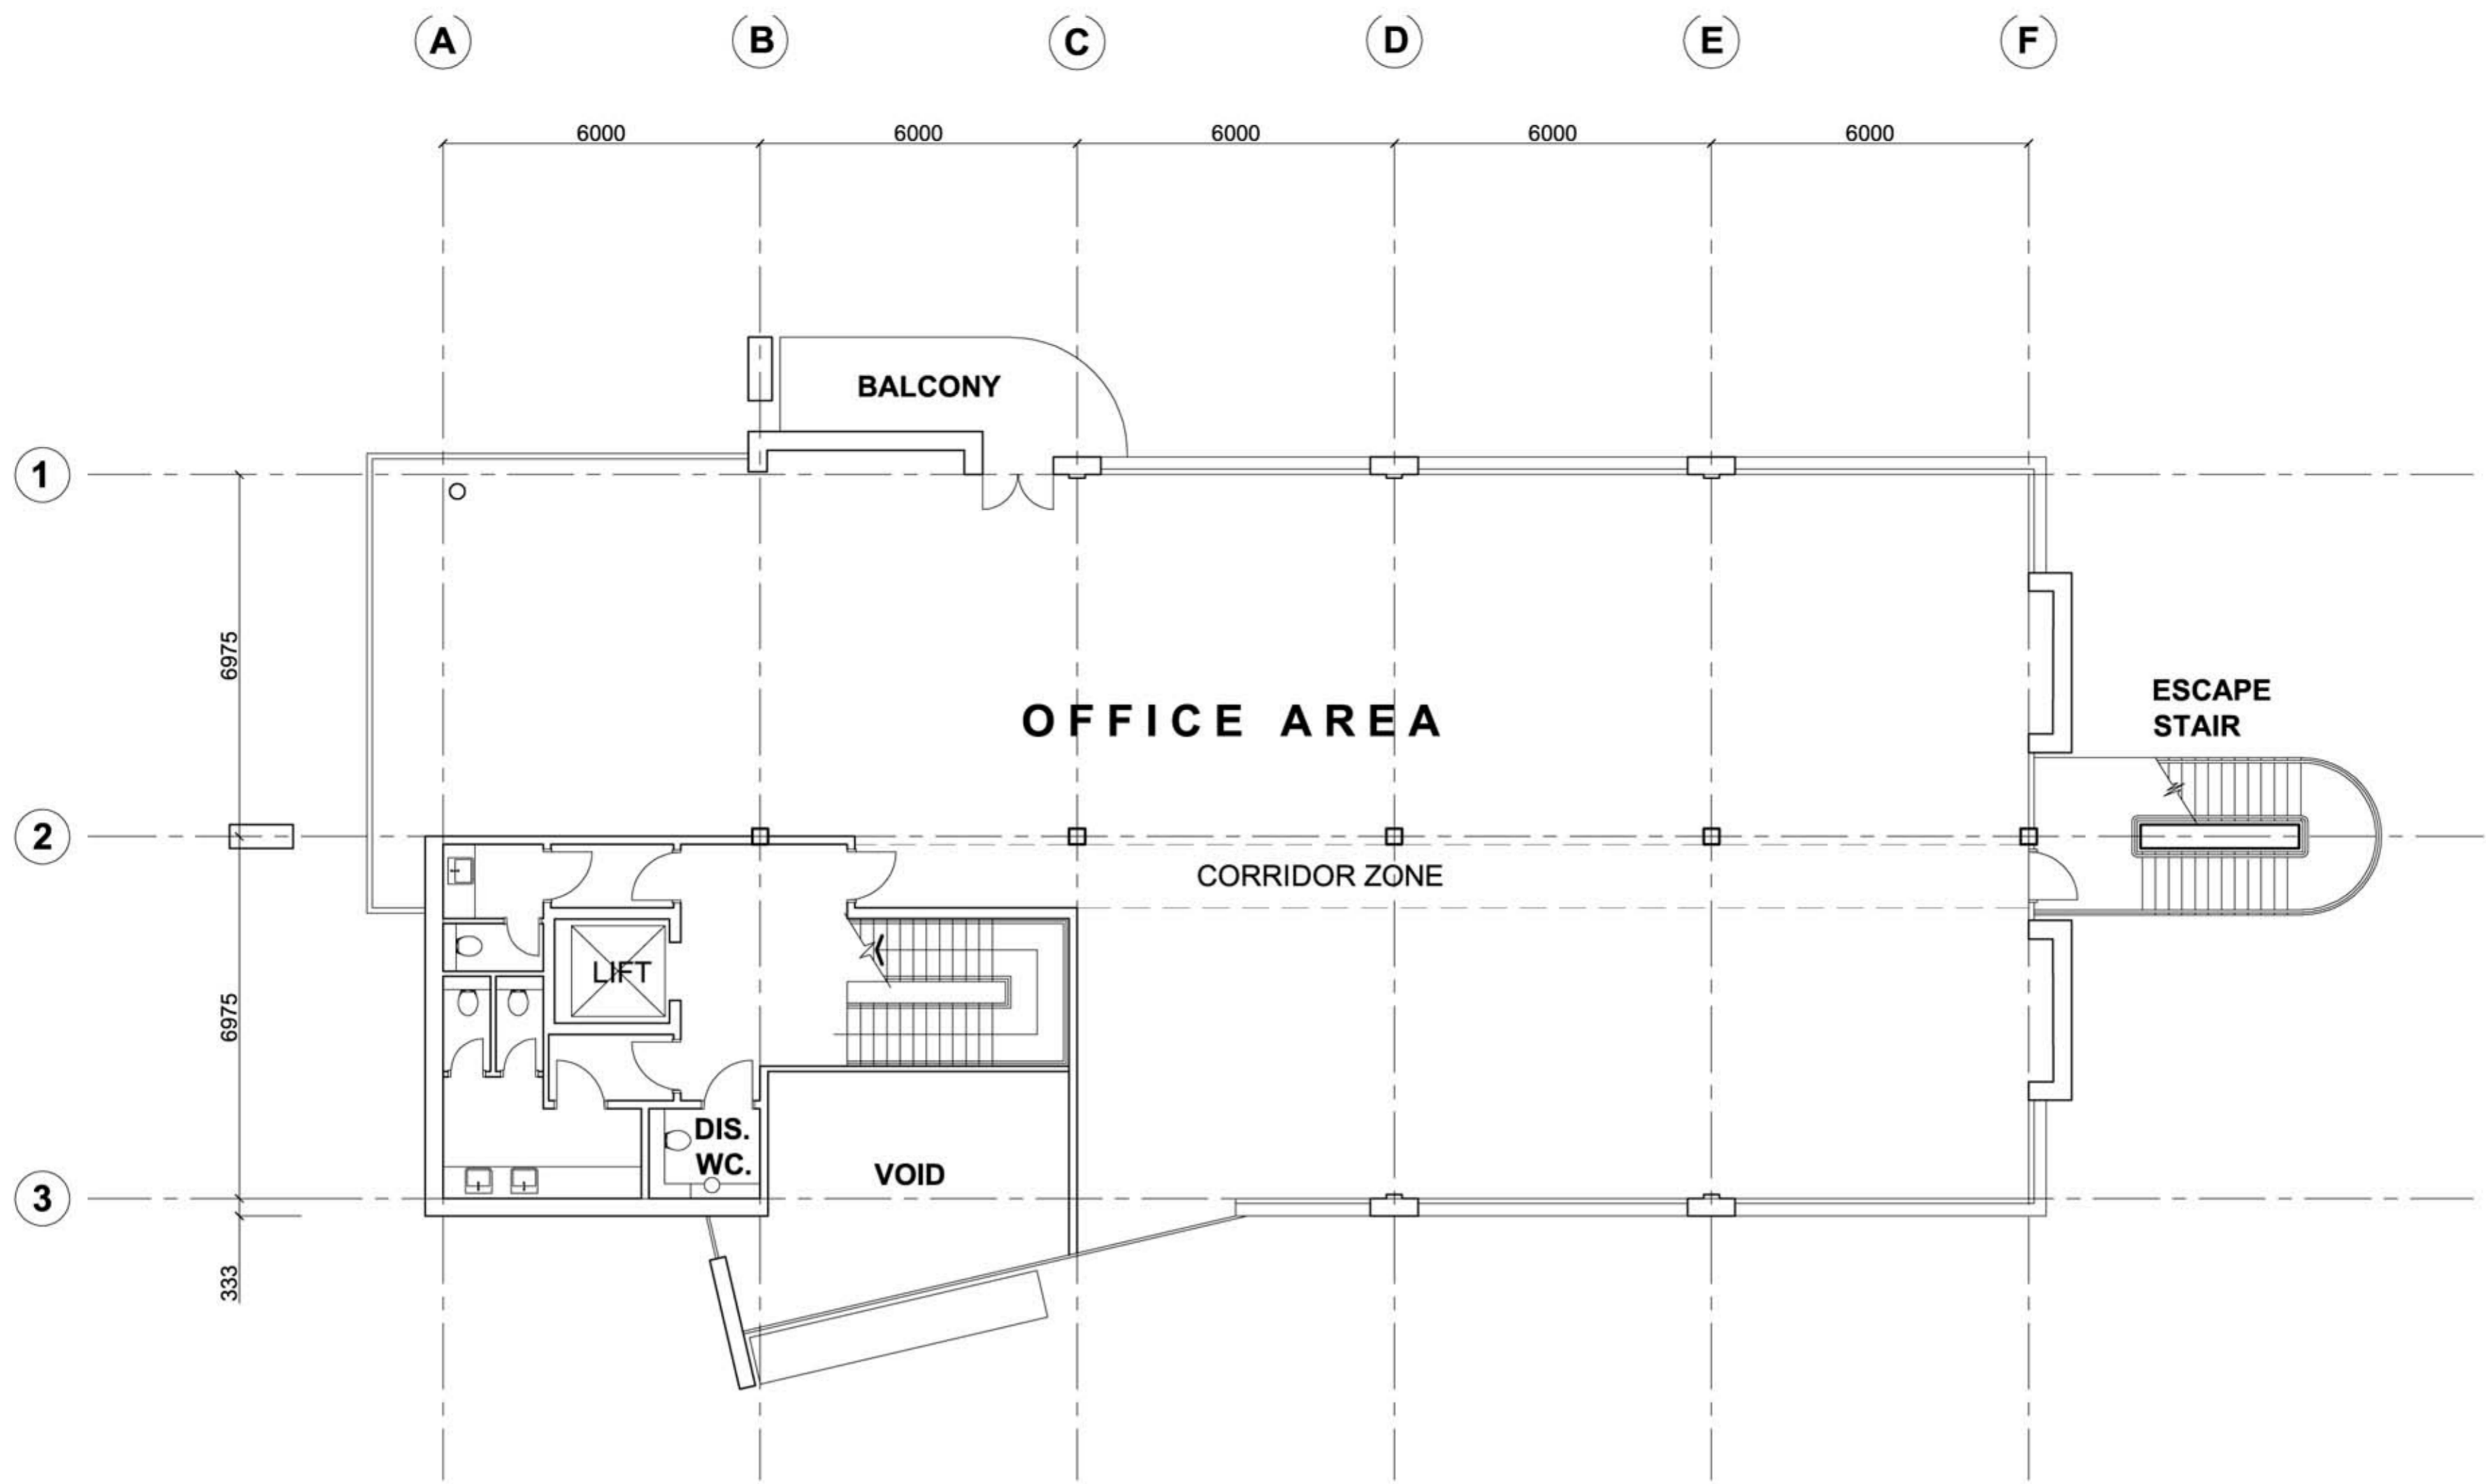 A
B
C
D
E
F
6000
6000
6000
6000
6000
BALCONY
1
6975
OFFICE AREA
ESCAPE
STAIR
2
CORRIDOR ZONE
LIFT
6975
DIS.
WC.
VOID
3
333